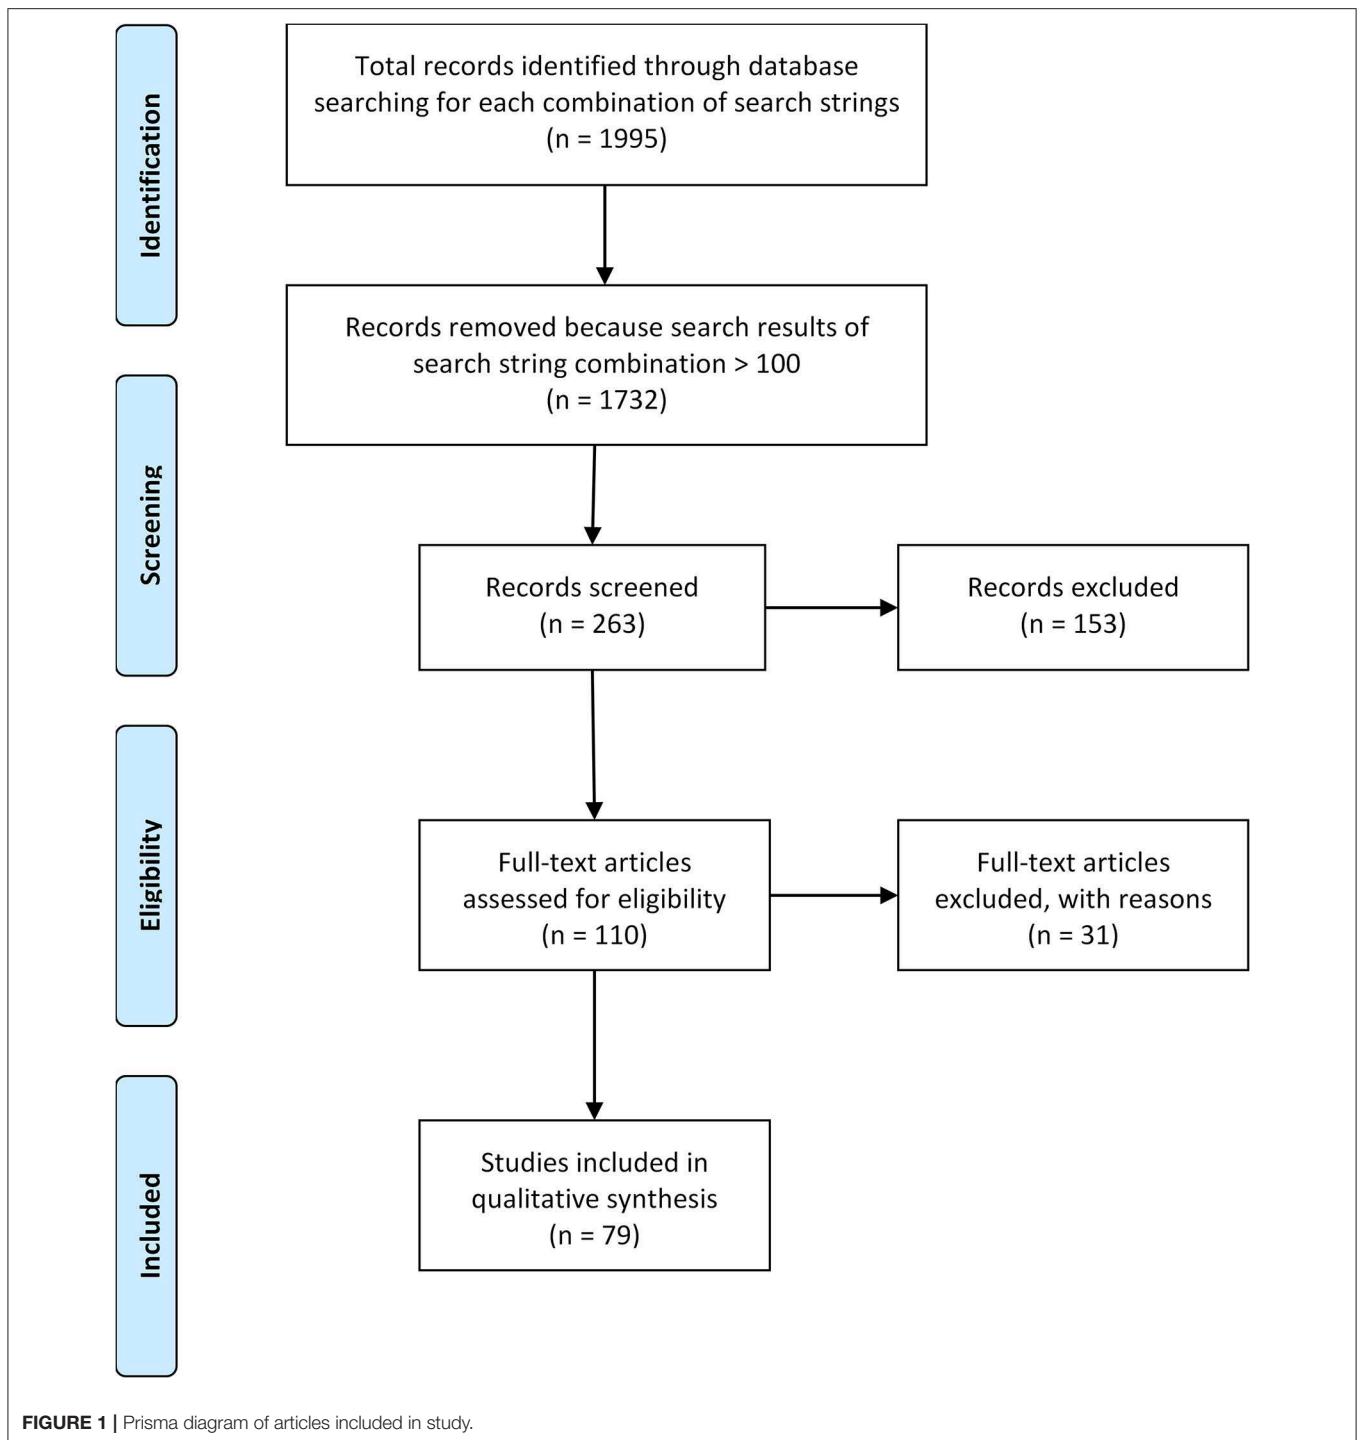 Identification
Total records identified through database
searching for each combination of search strings
(n = 1995)
Records removed because search results of
search string combination > 100
(n = 1732)
Screening
Records screened
(n = 263)
Records excluded
(n = 153)
Eligibility
Full-text articles
assessed for eligibility
(n = 110)
Full-text articles
excluded, with reasons
(n = 31)
Included
Studies included in
qualitative synthesis
(n = 79)
FIGURE 1 | Prisma diagram of articles included in study.